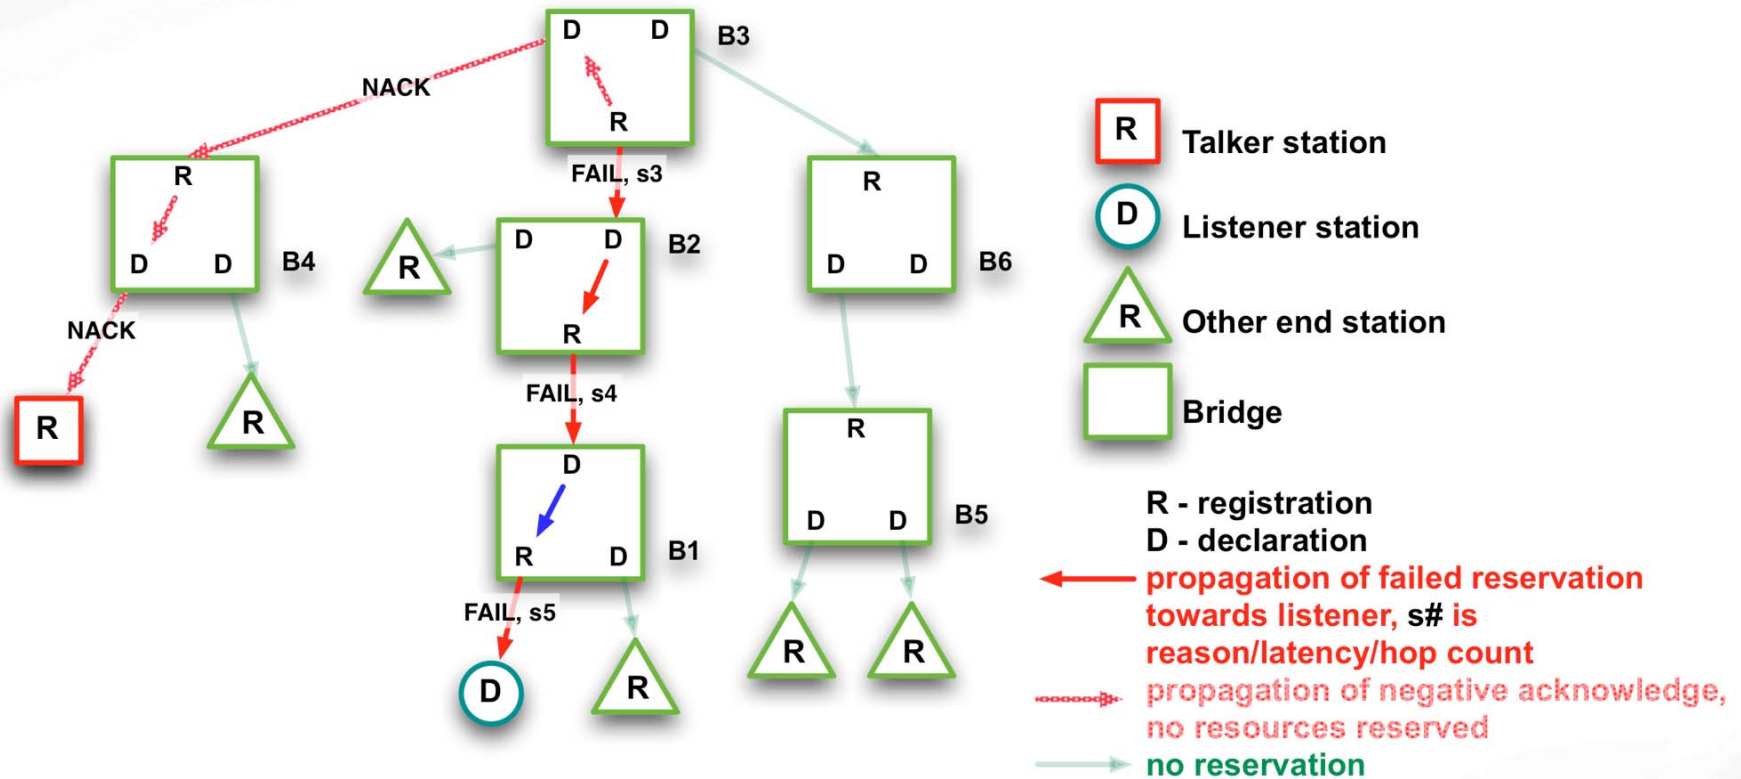 D D B3
NACK
R
FAIL, s3
R
D D B4
NACK
R
R
R
D D B2
R
FAIL, s4
D
R D B1
FAIL, s5
D
R
R
D D B6
R
D D B5
R
R
R Talker station
D Listener station
R Other end station
Bridge
R - registration
D - declaration
propagation of failed reservation
towards listener, s# is
reason/latency/hop count
propagation of negative acknowledge,
no resources reserved
no reservation